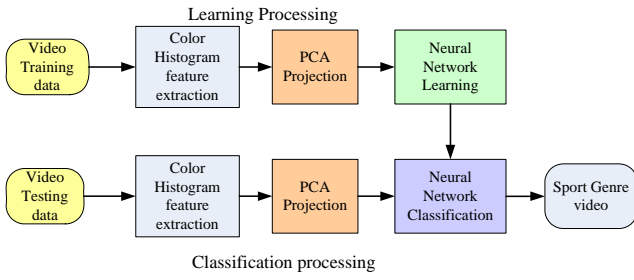 Learning Processing
Video
Training
data
Color
Histogram
feature
extraction
PCA
Projection
Neural
Network
Learning
Video
Testing
data
Color
Histogram
feature
extraction
PCA
Projection
Neural
Network
Classification
Sport Genre
video
Classification processing